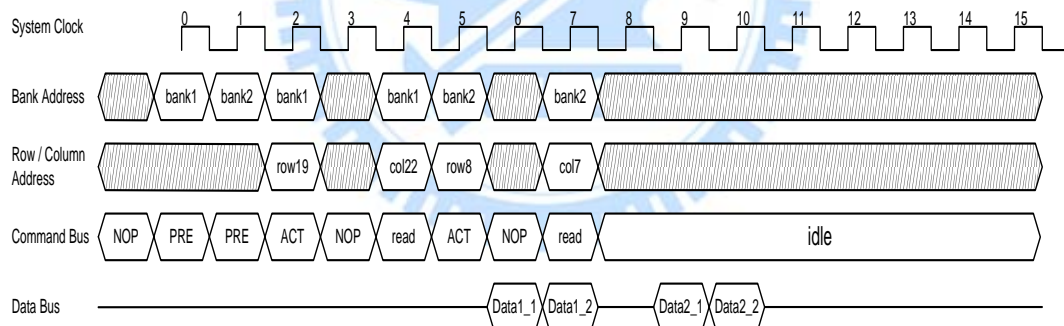 System Clock 0 1 2 3 4 5 6 7 8 9 10 11 12 13 14 15
Bank Address bank1 bank2 bank1 bank1 bank2 bank2
Row / Column
Address row19 col22 row8 col7
Command Bus NOP PRE PRE ACT NOP read ACT NOP read idle
Data Bus Data1_1 Data1_2 Data2_1 Data2_2